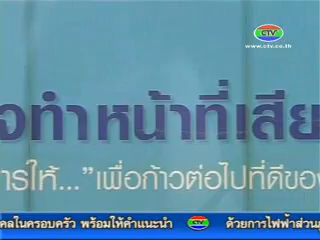 CTV
www.ctv.co.th
งทำหน้าที่เสีย
ารให้..."เพื่อก้าวต่อไปที่ดีขอ
คลในครอบครัว พร้อมให้คำแนะนำ CTV ด้วยการไฟฟ้าส่วน